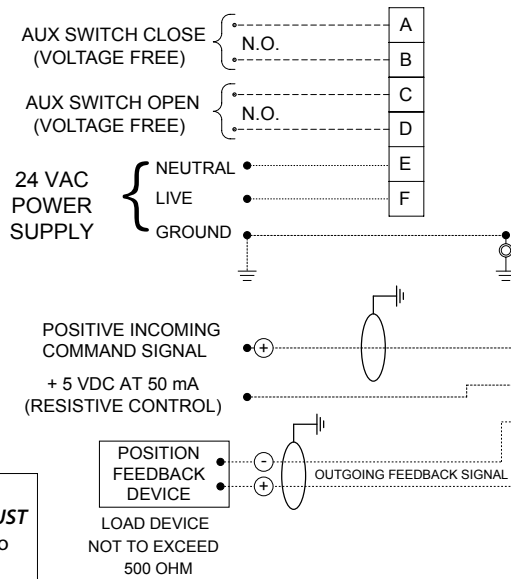 AUX SWITCH CLOSE
(VOLTAGE FREE)
N.O.
A
B
AUX SWITCH OPEN
(VOLTAGE FREE)
N.O.
C
D
24 VAC
POWER
SUPPLY
NEUTRAL
E
LIVE
F
GROUND
POSITIVE INCOMING
COMMAND SIGNAL
+
+ 5 VDC AT 50 mA
(RESISTIVE CONTROL)
POSITION
FEEDBACK
DEVICE
-
+
OUTGOING FEEDBACK SIGNAL
LOAD DEVICE
NOT TO EXCEED
500 OHM
UST
o